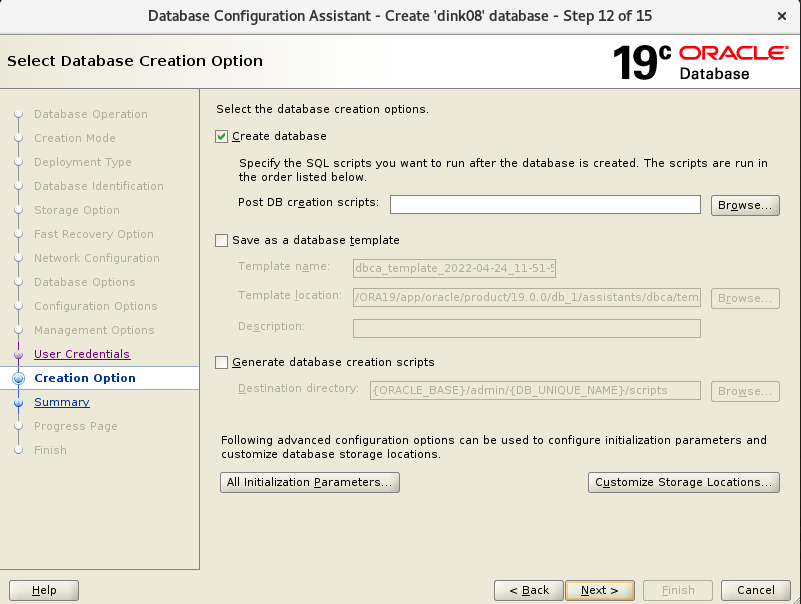 Database Configuration Assistant - Create 'dink08' database - Step 12 of 15
Select Database Creation Option
19c ORACLE
Database
Database Operation
Creation Mode
Deployment Type
Database Identification
Storage Option
Fast Recovery Option
Network Configuration
Database Options
Configuration Options
Management Options
User Credentials
Creation Option
Summary
Progress Page
Finish
Select the database creation options.
Create database
Specify the SQL scripts you want to run after the database is created. The scripts are run in
the order listed below.
Post DB creation scripts:
Browse...
Save as a database template
Template name:
dbca_template_2022-04-24_11-51-5
Template location:
/ORA19/app/oracle/product/19.0.0/db_1/assistants/dbca/tem
Browse...
Description:
Generate database creation scripts
Destination directory:
{ORACLE_BASE}/admin/{DB_UNIQUE_NAME}/scripts
Browse...
Following advanced configuration options can be used to configure initialization parameters and
customize database storage locations.
All Initialization Parameters...
Customize Storage Locations...
Help
< Back
Next >
Finish
Cancel